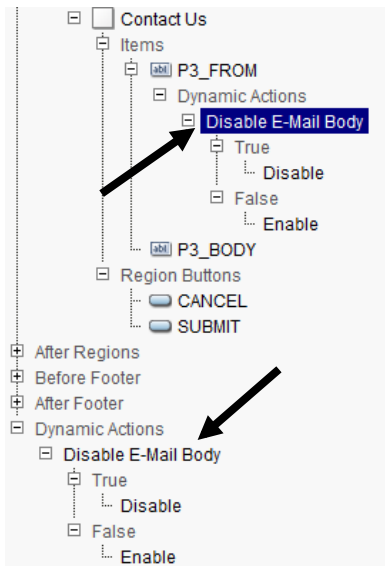 Contact Us
Items
P3_FROM
Dynamic Actions
Disable E-Mail Body
True
Disable
False
Enable
P3_BODY
Region Buttons
CANCEL
SUBMIT
After Regions
Before Footer
After Footer
Dynamic Actions
Disable E-Mail Body
True
Disable
False
Enable